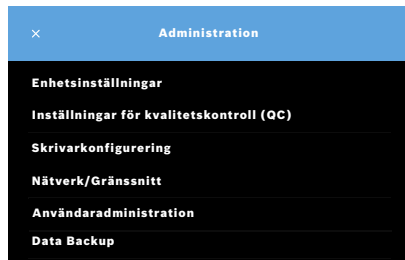 Administration
Enhetsinställningar
Inställningar för kvalitetskontroll (QC)
Skrivarkonfigurering
Nätverk/Gränssnitt
Användaradministration
Data Backup